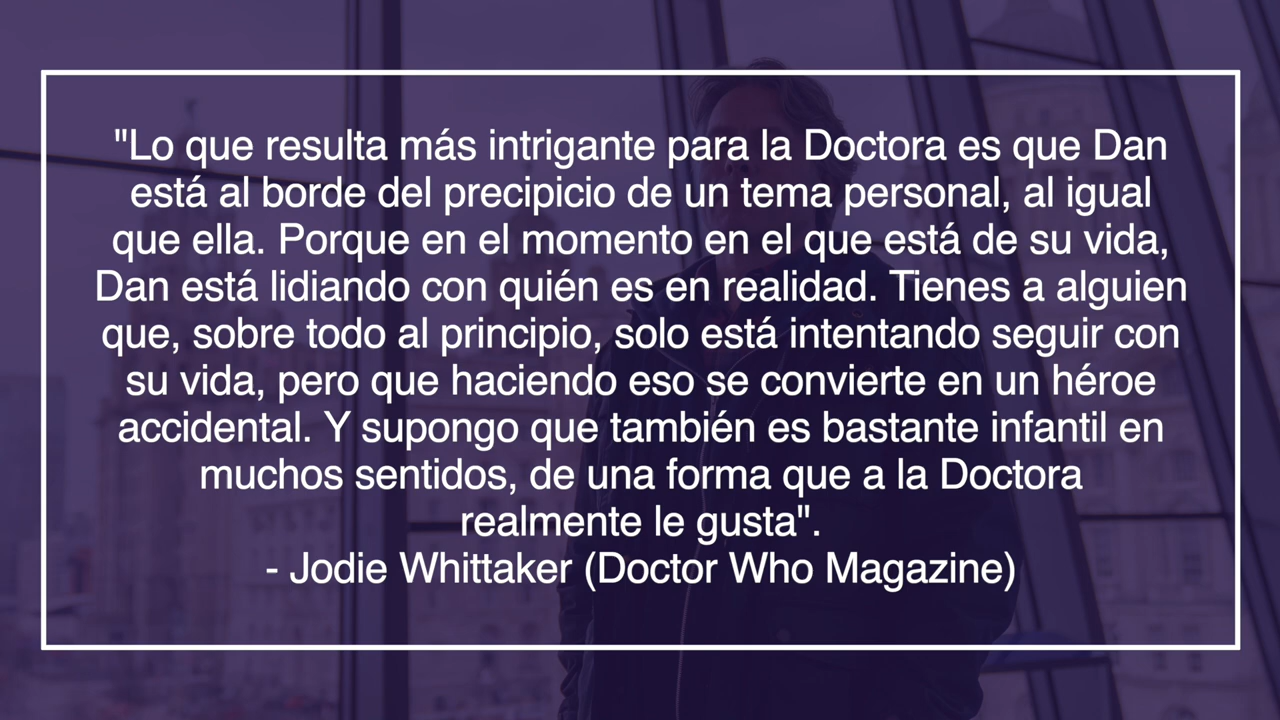 "Lo que resulta más intrigante para la Doctora es que Dan
está al borde del precipicio de un tema personal, al igual
que ella. Porque en el momento en el que está de su vida,
Dan está lidiando con quién es en realidad. Tienes a alguien
que, sobre todo al principio, solo está intentando seguir con
su vida, pero que haciendo eso se convierte en un héroe
accidental. Y supongo que también es bastante infantil en
muchos sentidos, de una forma que a la Doctora
realmente le gusta".
- Jodie Whittaker (Doctor Who Magazine)